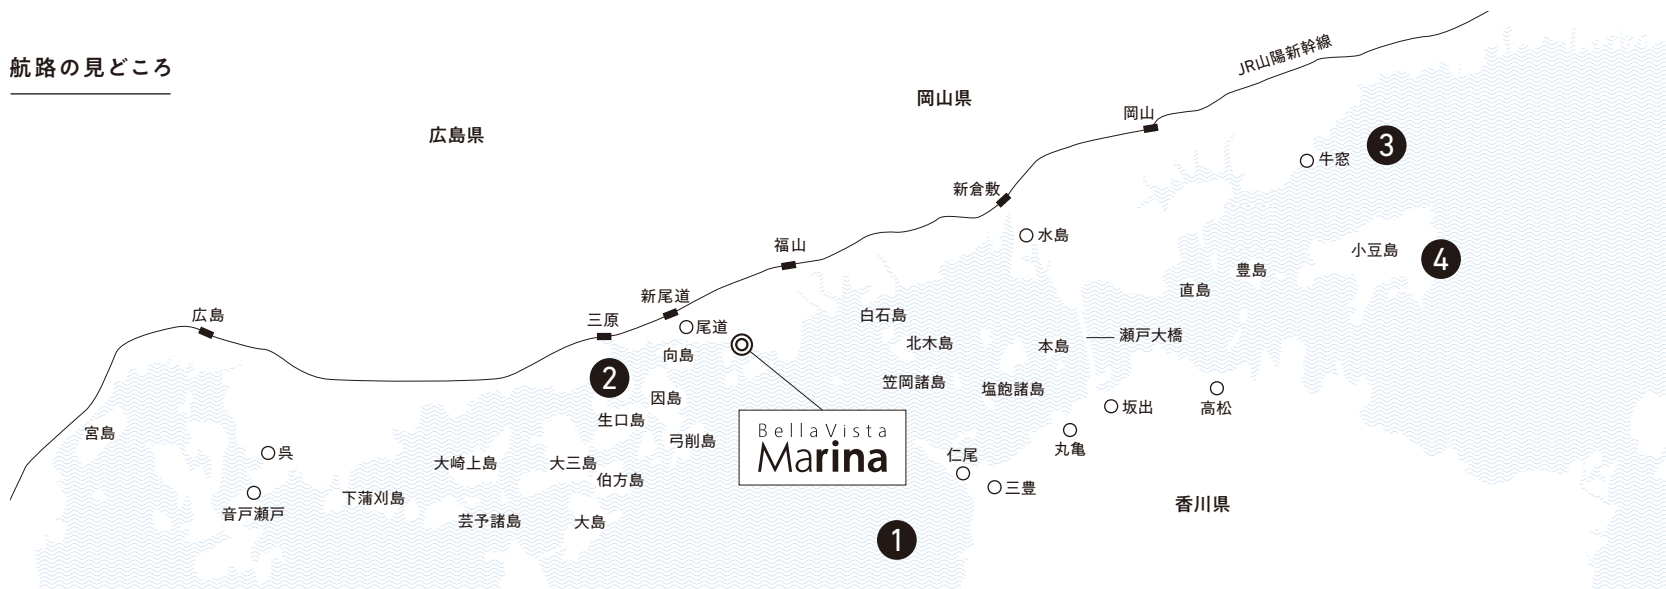 航路の見どころ
JR山陽新幹線
岡山県
岡山
広島県
3
牛窓
新倉敷
水島
福山
小豆島
4
豊島
直島
新尾道
広島
三原
尾道
白石島
瀬戸大橋
北木島
本島
向島
2
笠岡諸島
塩飽諸島
因島
坂出
高松
生口島
宮島
弓削島
BellaVista
Marina
丸亀
呉
仁尾
大崎上島
大三島
伯方島
三豊
下蒲刈島
香川県
音戸瀬戸
芸予諸島
大島
1